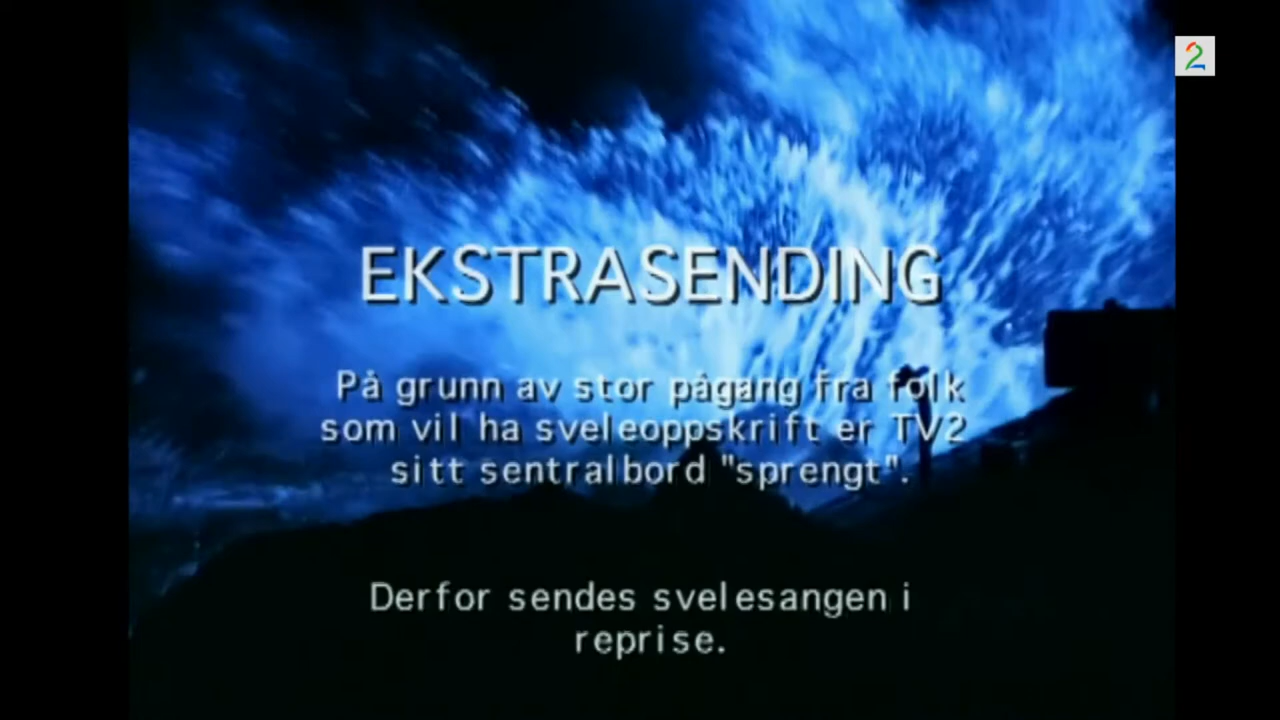 2
EKSTRASENDING
På grunn av stor pågang fra folk
som vil ha sveleoppskrift er TV2
sitt sentralbord "sprengt".
Derfor sendes svelesangen i
reprise.